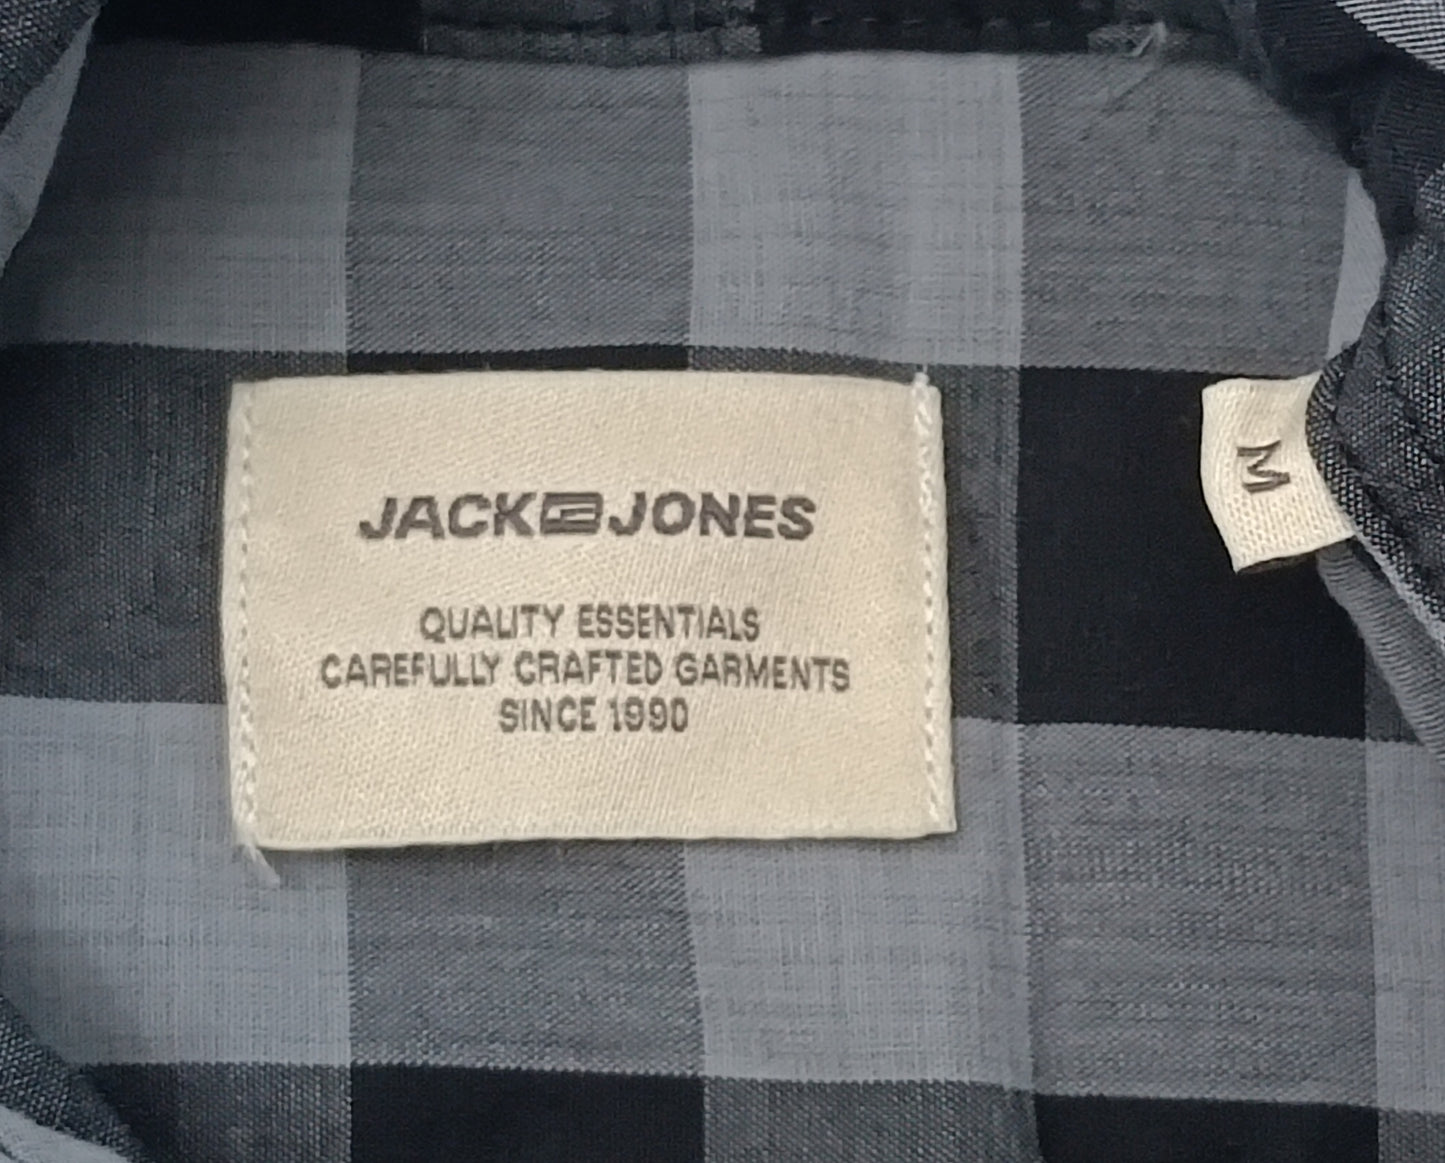 JACK & JONES
QUALITY ESSENTIALS
CAREFULLY CRAFTED GARMENTS
SINCE 1990
M